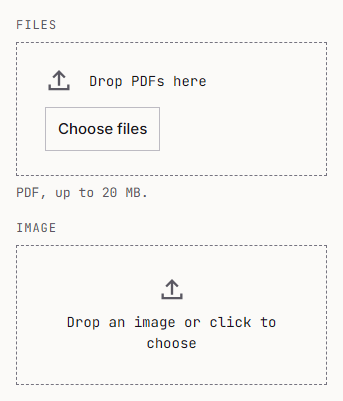 FILES
Drop PDFs here
Choose files
PDF, up to 20 MB.
IMAGE
Drop an image or click to
choose